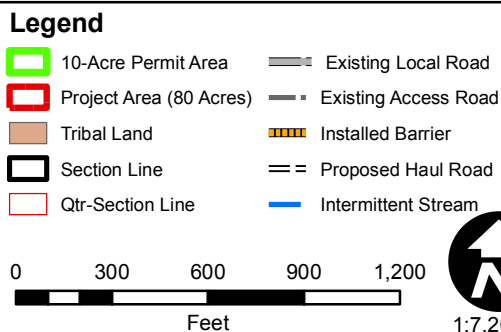 Legend
10-Acre Permit Area
Existing Local Road
Project Area (80 Acres)
Existing Access Road
Tribal Land
Installed Barrier
Section Line
Proposed Haul Road
Qtr-Section Line
Intermittent Stream
0 300 600 900 1,200
Feet
N